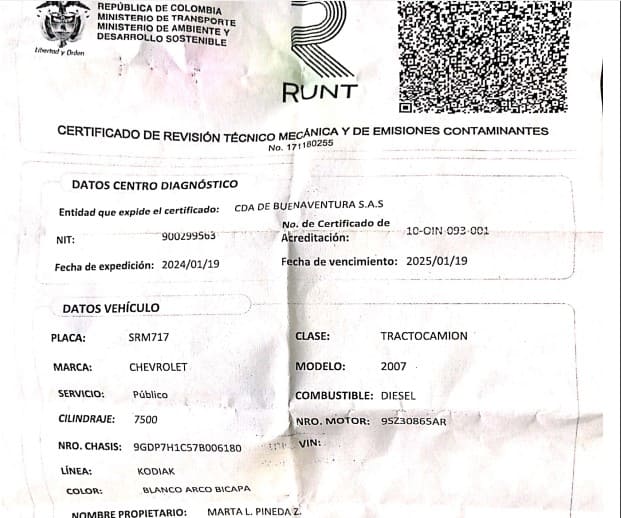 REPÚBLICA DE COLOMBIA
MINISTERIO DE TRANSPORTE
MINISTERIO DE AMBIENTE Y
DESARROLLO SOSTENIBLE
Libertad y Orden
RUNT
CERTIFICADO DE REVISIÓN TÉCNICO MECÁNICA Y DE EMISIONES CONTAMINANTES
No. 171180255
DATOS CENTRO DIAGNÓSTICO
Entidad que expide el certificado: CDA DE BUENAVENTURA S.A.S
NIT: 900299563 No. de Certificado de Acreditación: 10-OIN-093-001
Fecha de expedición: 2024/01/19 Fecha de vencimiento: 2025/01/19
DATOS VEHÍCULO
PLACA: SRM717 CLASE: TRACTOCAMION
MARCA: CHEVROLET MODELO: 2007
SERVICIO: Público COMBUSTIBLE: DIESEL
CILINDRAJE: 7500 NRO. MOTOR: 9SZ30865AR
NRO. CHASIS: 9GDP7H1C57B006180 VIN:
LÍNEA: KODIAK
COLOR: BLANCO ARCO BICAPA
NOMBRE PROPIETARIO: MARTA L. PINEDA Z.